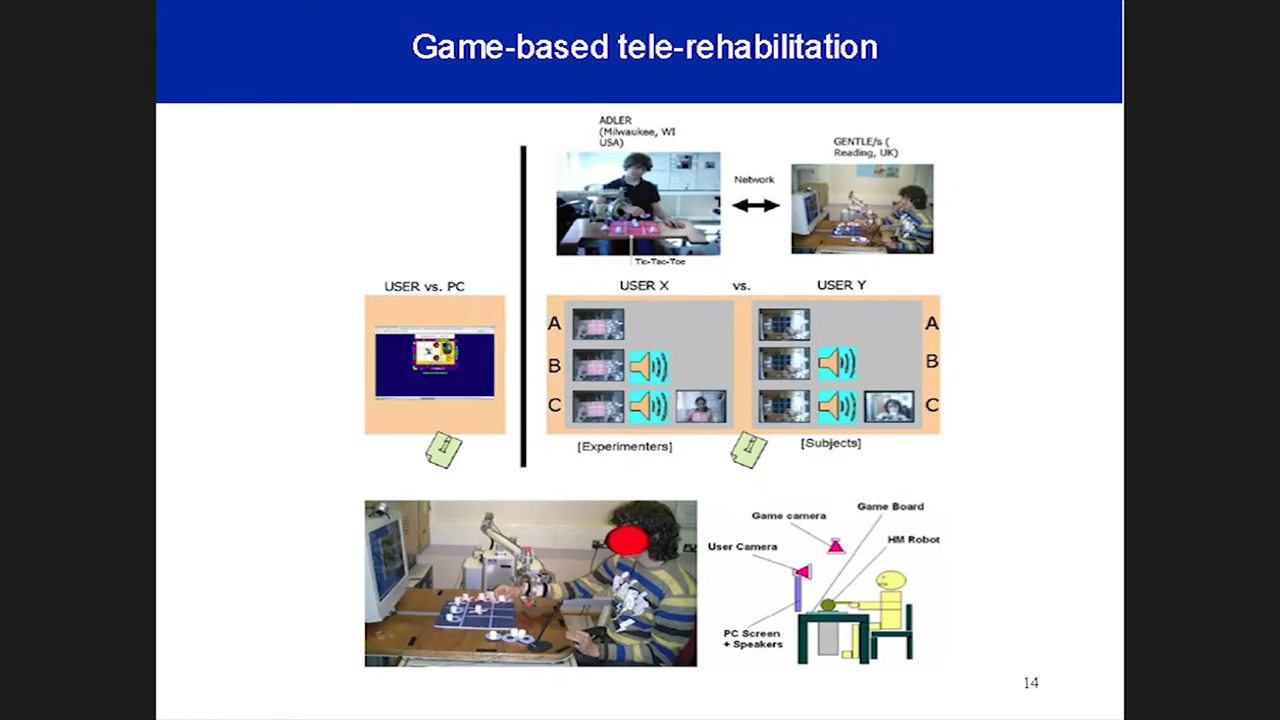 Game-based tele-rehabilitation
ADLER
(Milwaukee, WI
USA)
GENTLE/s (
Reading, UK)
Network
Tic-Tac-Toe
USER vs. PC
USER X
vs.
USER Y
A
A
B
B
C
C
[Experimenters]
[Subjects]
Game camera
Game Board
User Camera
HM Robot
PC Screen
+ Speakers
14